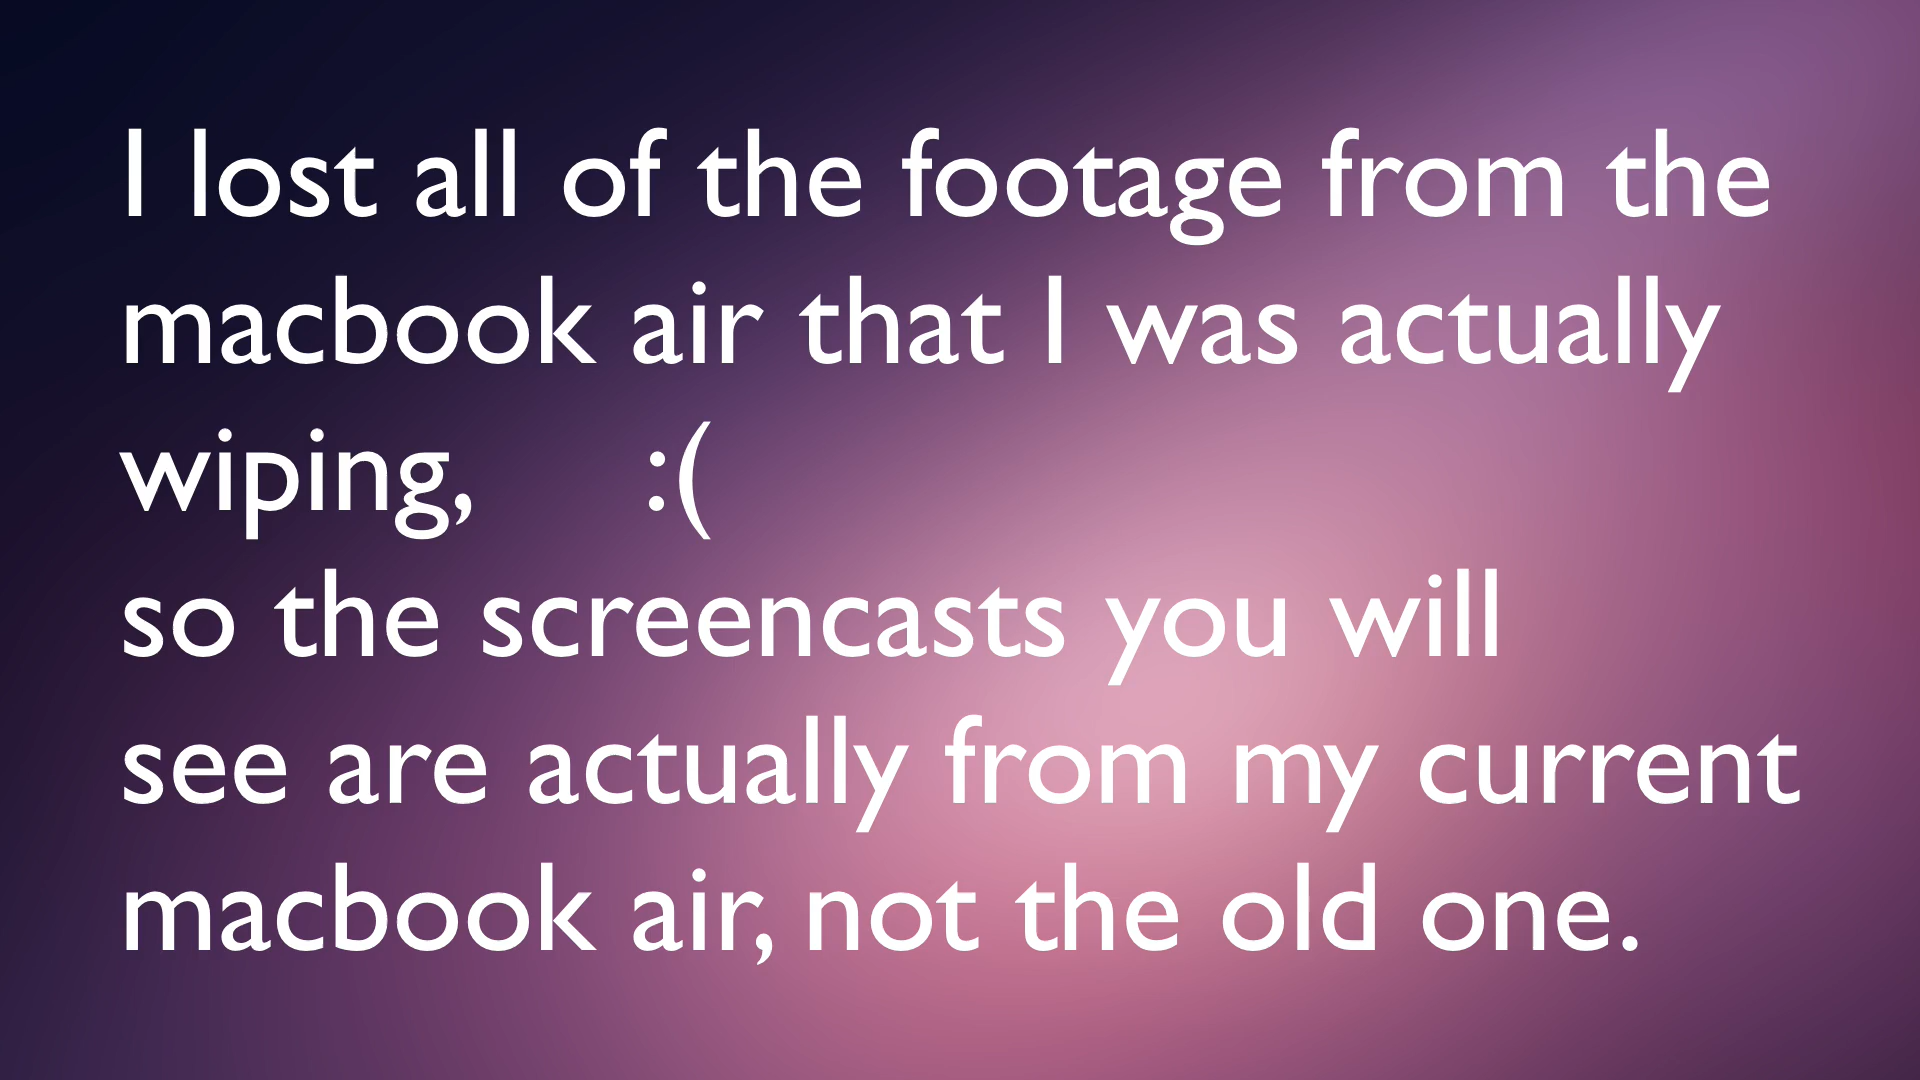 I lost all of the footage from the
macbook air that I was actually
wiping, :(
so the screencasts you will
see are actually from my current
macbook air, not the old one.